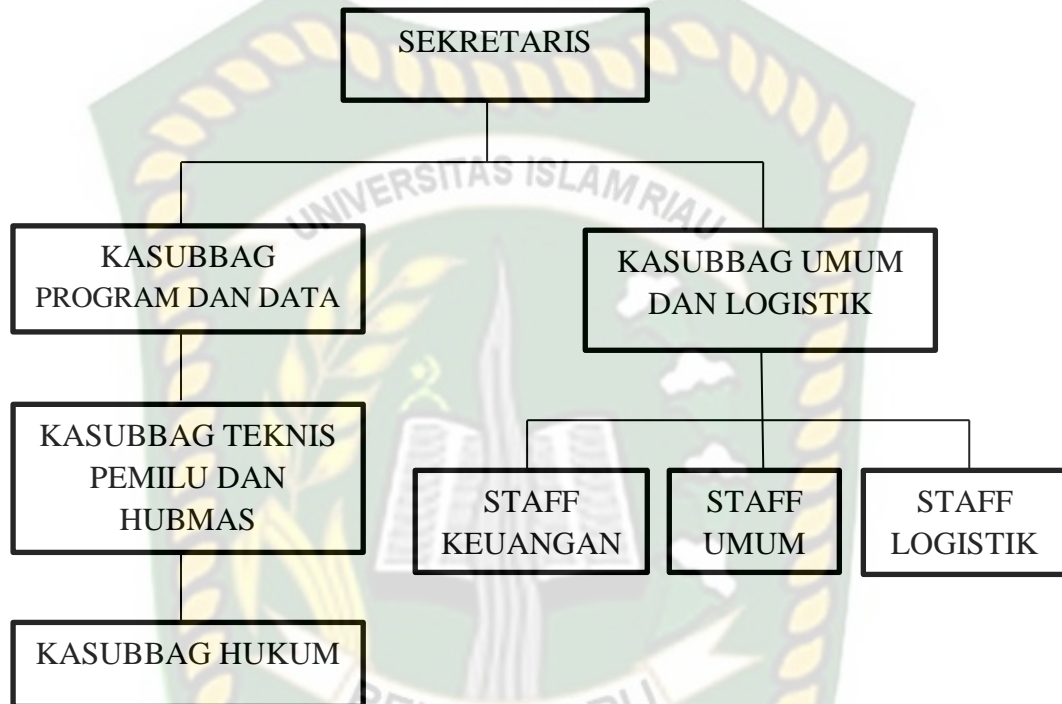 SEKRETARIS
UNIVERSITAS ISLAM RIAU
KASUBBAG
PROGRAM DAN DATA
KASUBBAG UMUM
DAN LOGISTIK
KASUBBAG TEKNIS
PEMILU DAN
HUBMAS
STAFF
KEUANGAN
STAFF
UMUM
STAFF
LOGISTIK
KASUBBAG HUKUM